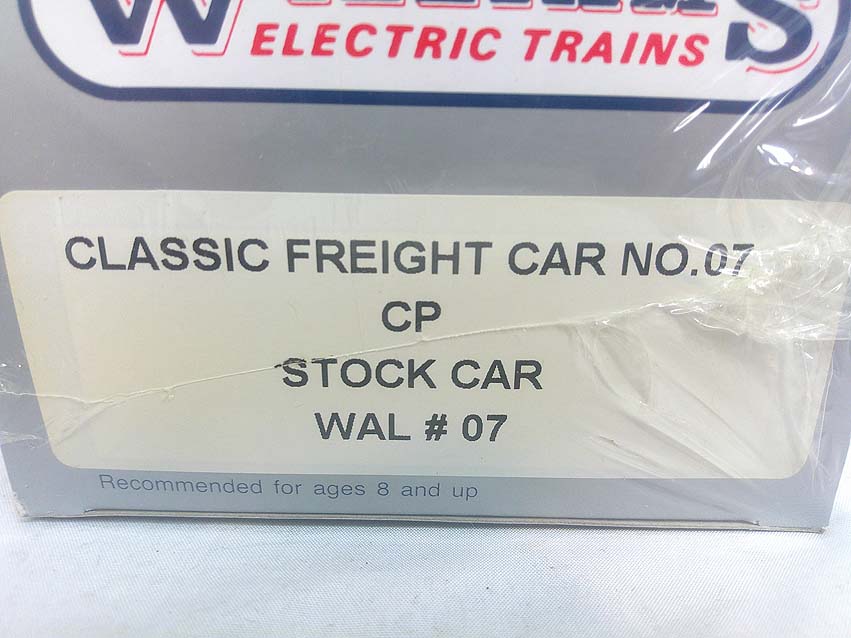 ELECTRIC TRAINS
CLASSIC FREIGHT CAR NO.07
CP
STOCK CAR
WAL # 07
Recommended for ages 8 and up